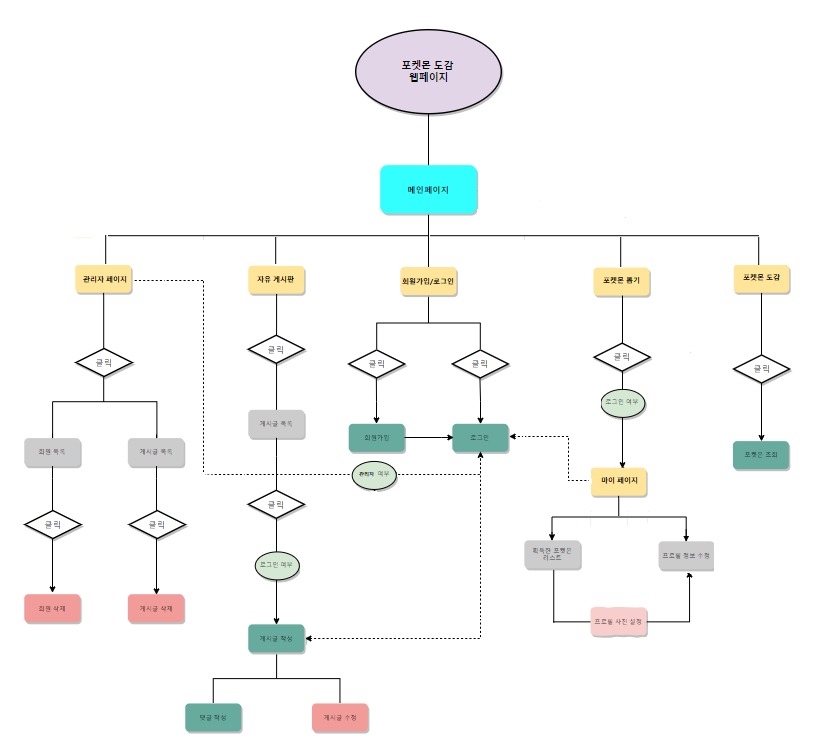 포켓몬 도감
웹페이지
메인페이지
관리자 페이지
자유 게시판
회원가입/로그인
포켓몬 뽑기
포켓몬 도감
클릭
클릭
클릭
클릭
클릭
클릭
로그인 여부
회원 목록
게시글 목록
게시글 목록
회원가입
로그인
포켓몬 조회
관리자 여부
마이 페이지
클릭
클릭
클릭
획득한 포켓몬
리스트
프로필 정보 수정
로그인 여부
회원 삭제
게시글 삭제
프로필 사진 설정
게시글 작성
댓글 작성
게시글 수정